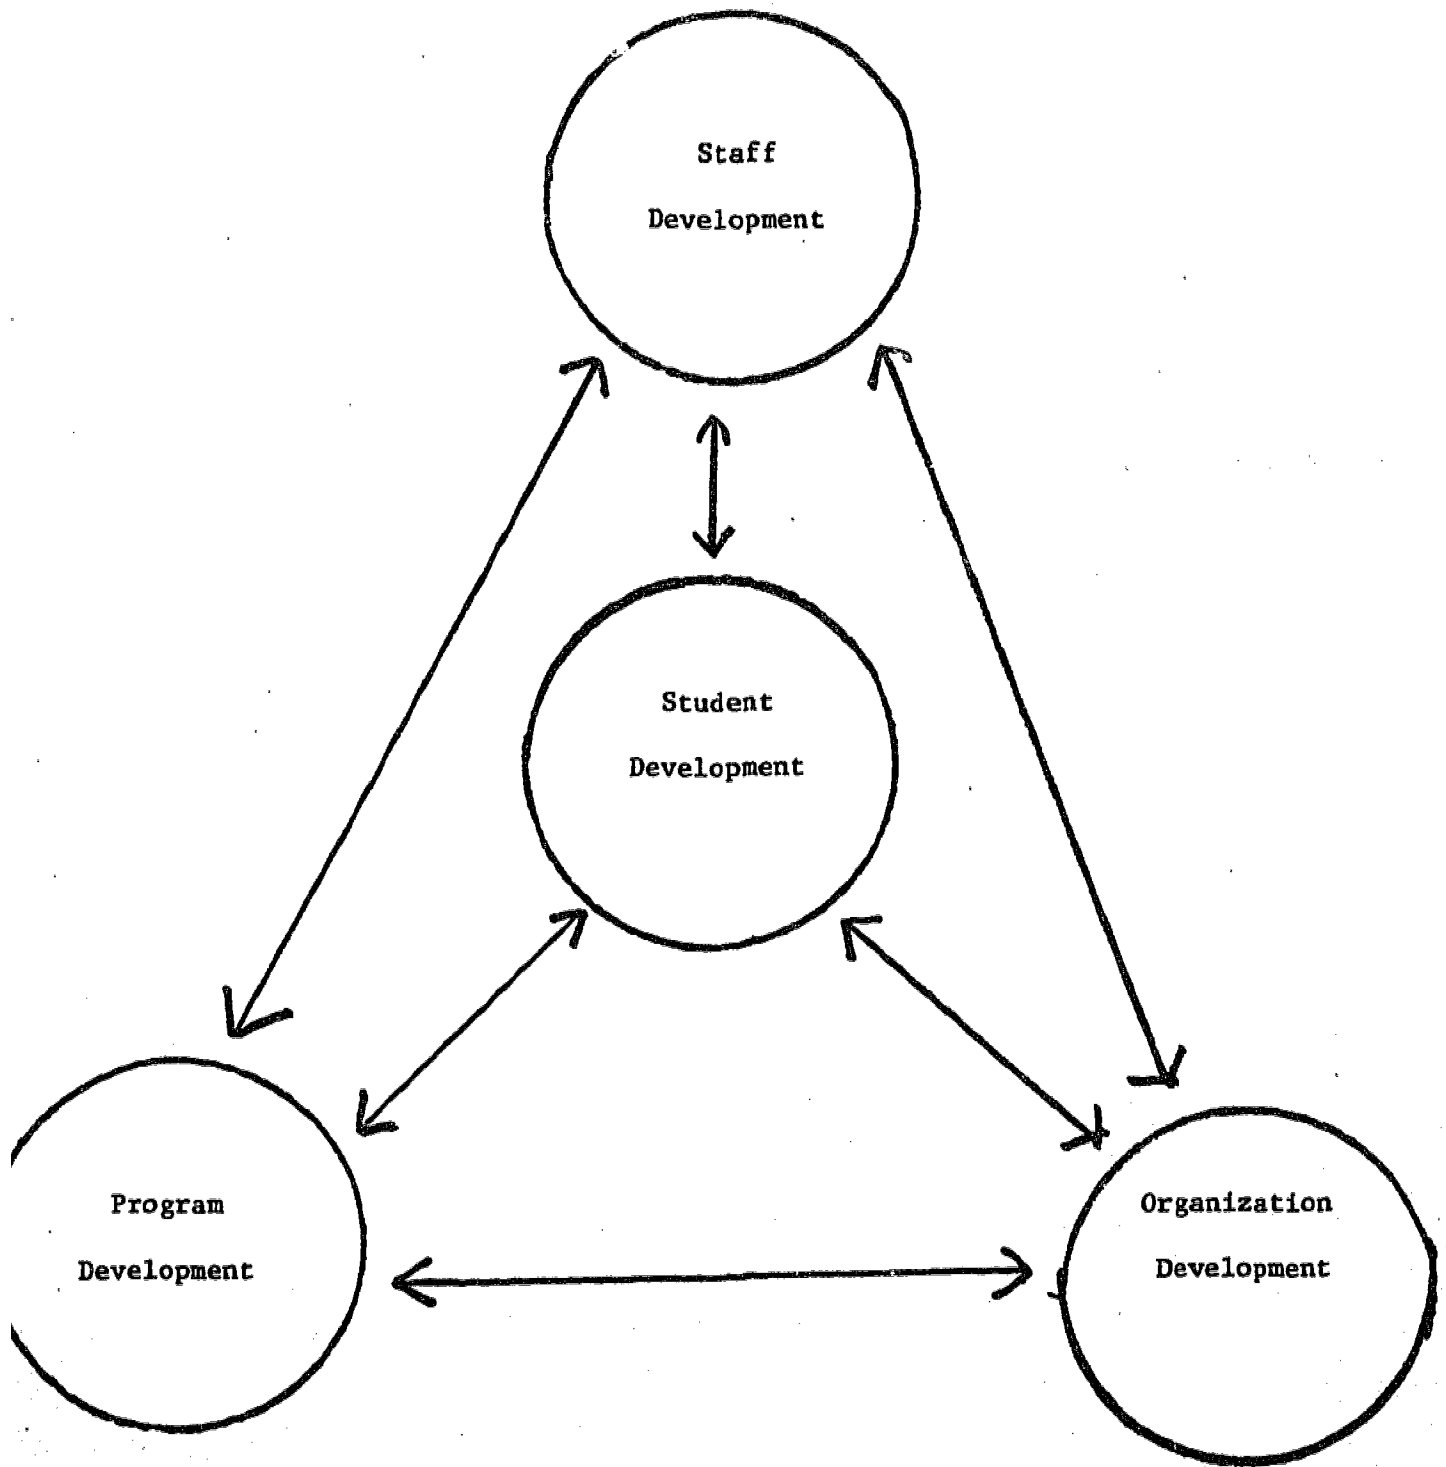 Staff
Development
Student
Development
Program
Development
Organization
Development